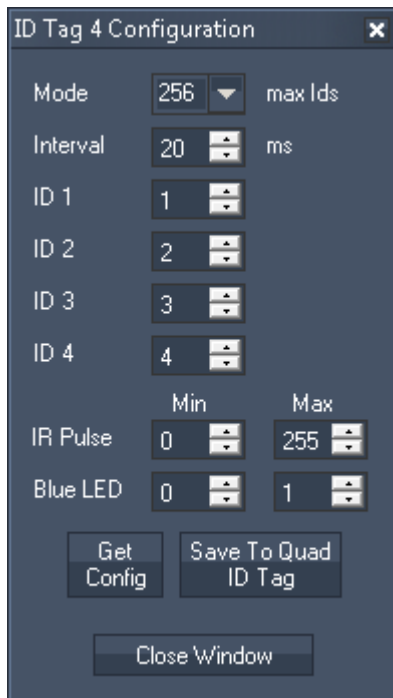 ID Tag 4 Configuration
Mode 256 max Ids
Interval 20 ms
ID 1 1
ID 2 2
ID 3 3
ID 4 4
Min Max
IR Pulse 0 255
Blue LED 0 1
Get Config
Save To Quad ID Tag
Close Window